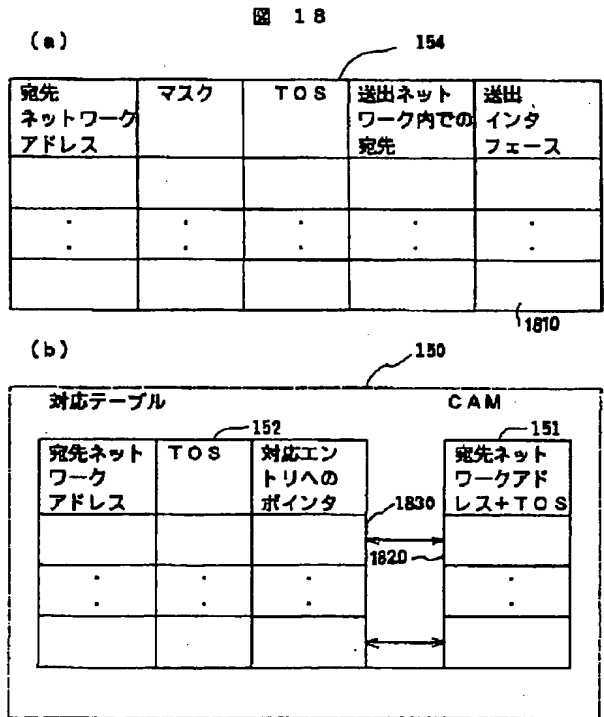 図 18
(a)
154
宛先
ネットワーク
アドレス
マスク
TOS
送出ネット
ワーク内での
宛先
送出
インタ
フェース
1810
(b)
150
対応テーブル
CAM
152
151
宛先ネット
ワーク
アドレス
TOS
対応エン
トリへの
ポインタ
宛先ネット
ワークアド
レス+TOS
1830
1820